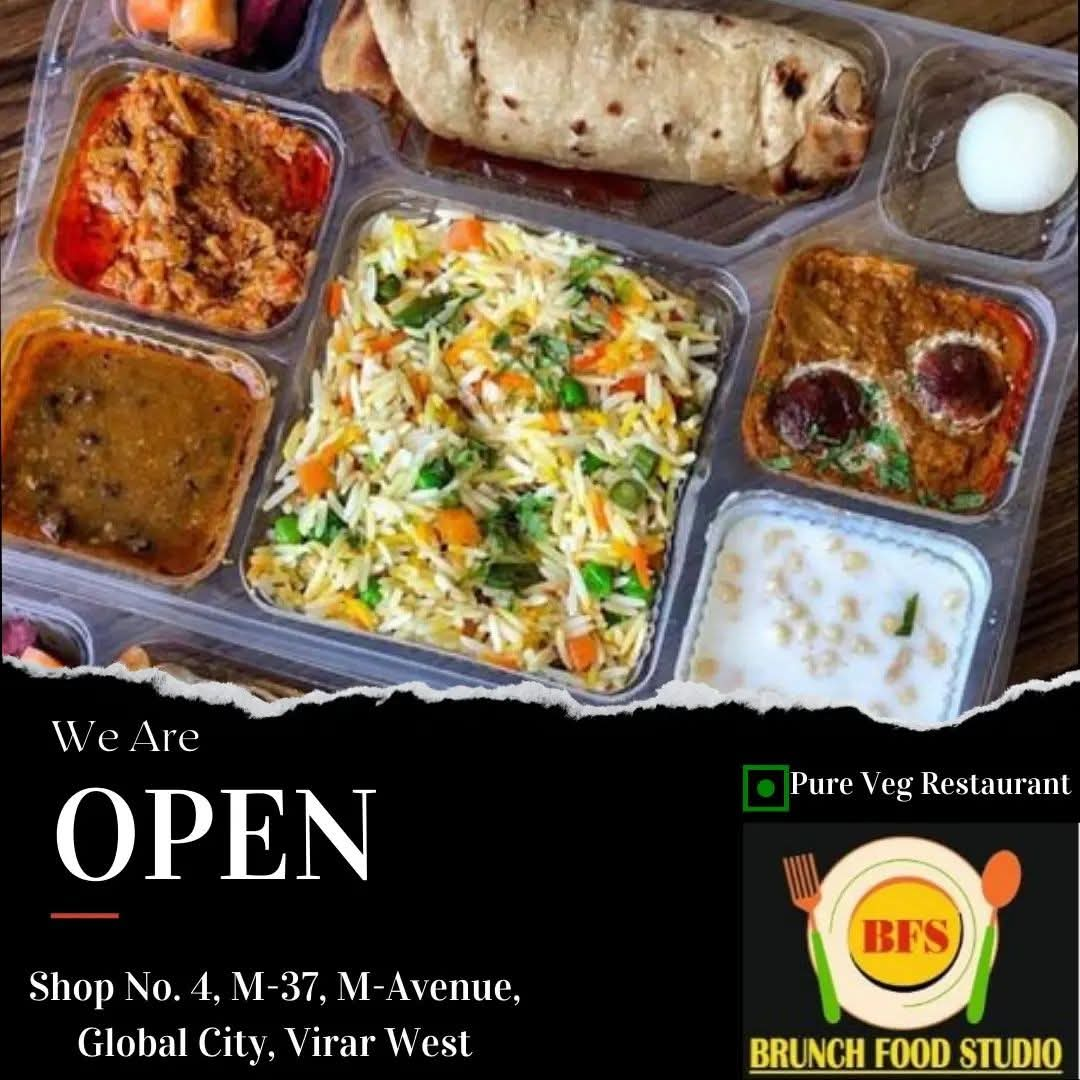 We Are
OPEN
Shop No. 4, M-37, M-Avenue,
Global City, Virar West
Pure Veg Restaurant
BFS
BRUNCH FOOD STUDIO